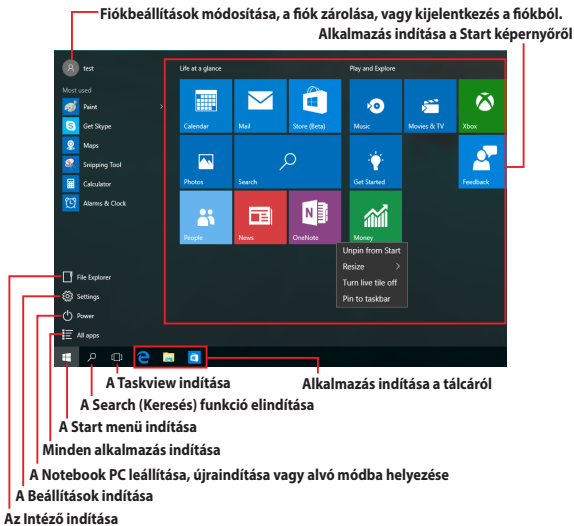 Fiókbeállítások módosítása, a fiók zárolása, vagy kijelentkezés a fiókból.
Alkalmazás indítása a Start képernyőről
test
Life at a glance
Play and Explore
Most used
Paint
Get Skype
Maps
Snipping Tool
Calculator
Alarms & Clock
Calendar
Mail
Store (Beta)
Music
Movies & TV
Xbox
Photos
Search
Get Started
Feedback
People
News
OneNote
Money
Unpin from Start
Resize
Turn live tile off
Pin to taskbar
File Explorer
Settings
Power
All apps
A Taskview indítása
Alkalmazás indítása a tálcáról
A Search (Keresés) funkció elindítása
A Start menü indítása
Minden alkalmazás indítása
A Notebook PC leállítása, újraindítása vagy alvó módba helyezése
A Beállítások indítása
Az Intéző indítása